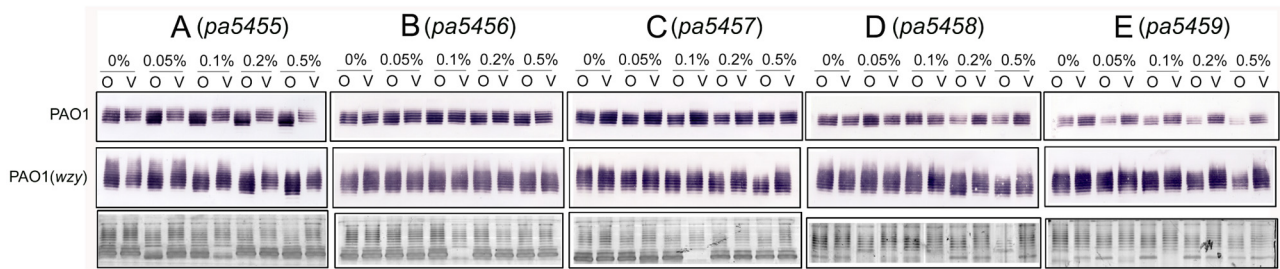 A (pa5455) B (pa5456) C (pa5457) D (pa5458) E (pa5459)
0% 0.05% 0.1% 0.2% 0.5% 0% 0.05% 0.1% 0.2% 0.5% 0% 0.05% 0.1% 0.2% 0.5% 0% 0.05% 0.1% 0.2% 0.5% 0% 0.05% 0.1% 0.2% 0.5%
O V O V O V O V O V O V O V O V O V O V O V O V O V O V O V O V O V O V O V O V O V O V O V O V O V
PAO1
PAO1(wzy)